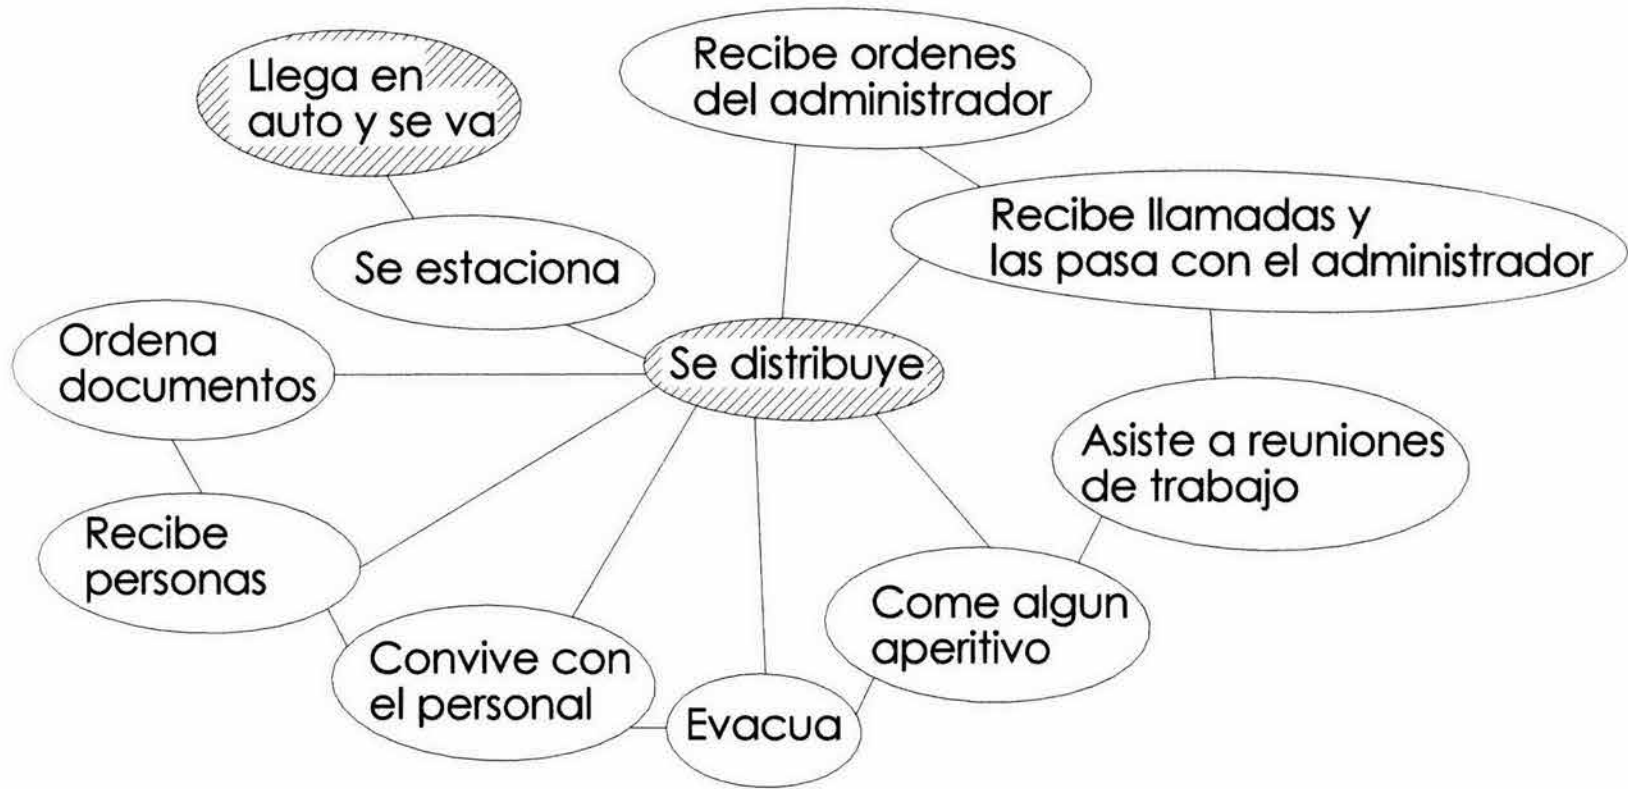 Llega en
auto y se va
Recibe ordenes
del administrador
Recibe llamadas y
las pasa con el administrador
Se estaciona
Ordena
documentos
Se distribuye
Asiste a reuniones
de trabajo
Recibe
personas
Come algun
aperitivo
Convive con
el personal
Evacua